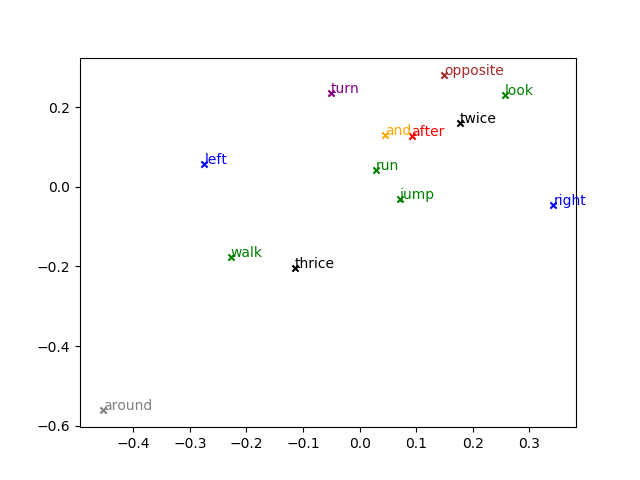 opposite
turn
look
0.2
twice
and
after
left
run
0.0
jump
right
walk
thrice
−0.2
−0.4
around
−0.6
−0.4 −0.3 −0.2 −0.1 0.0 0.1 0.2 0.3